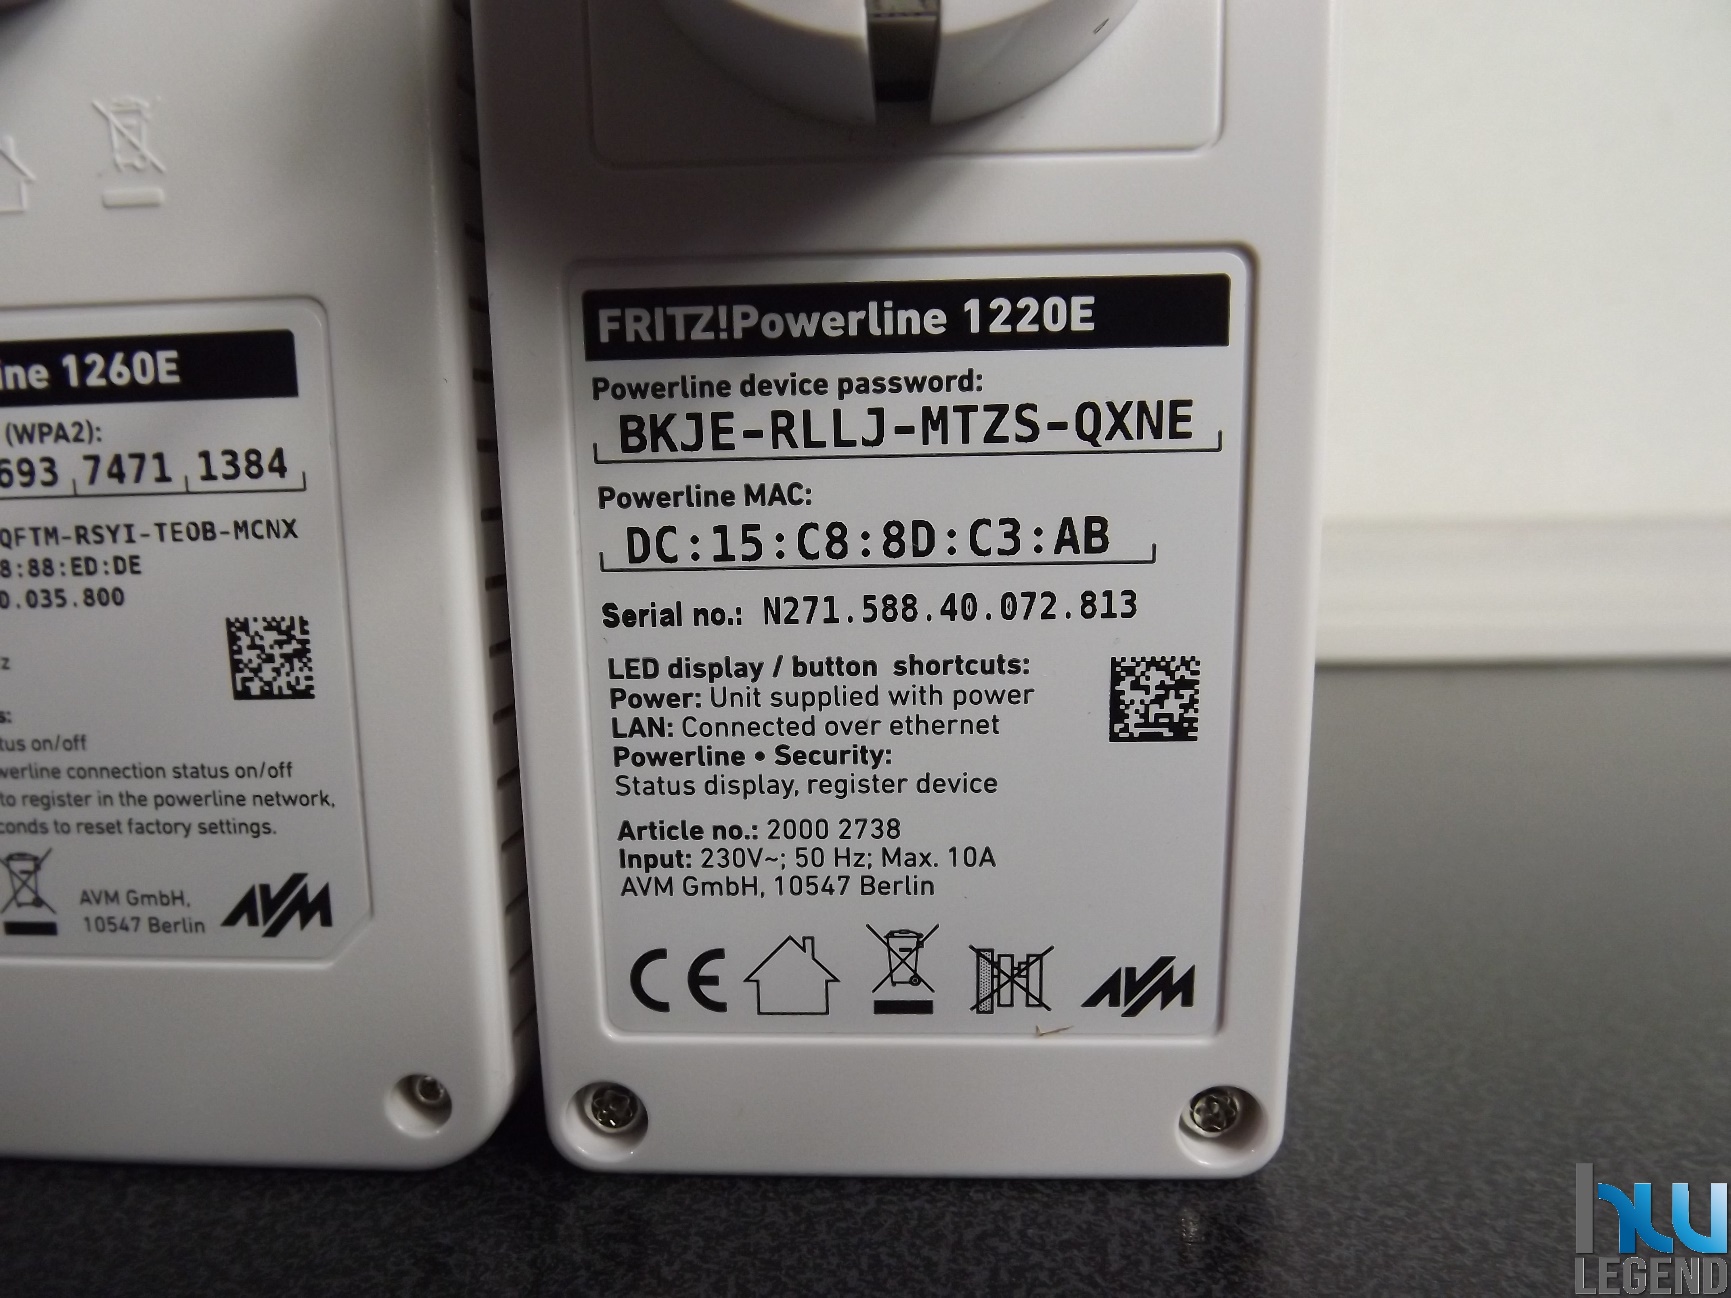 ine 1260E
(WPA2):
693 7471 1384
QFTM-RSYI-TEOB-MCNX
8:88:ED:DE
0.035.800
z
s:
tus on/off
werline connection status on/off
to register in the powerline network,
conds to reset factory settings.
AVM GmbH,
10547 Berlin
AVM
FRITZ!Powerline 1220E
Powerline device password:
BKJE-RLLJ-MTZS-QXNE
Powerline MAC:
DC:15:C8:8D:C3:AB
Serial no.: N271.588.40.072.813
LED display / button shortcuts:
Power: Unit supplied with power
LAN: Connected over ethernet
Powerline • Security:
Status display, register device
Article no.: 2000 2738
Input: 230V~; 50 Hz; Max. 10A
AVM GmbH, 10547 Berlin
CE
AVM
LEGEND